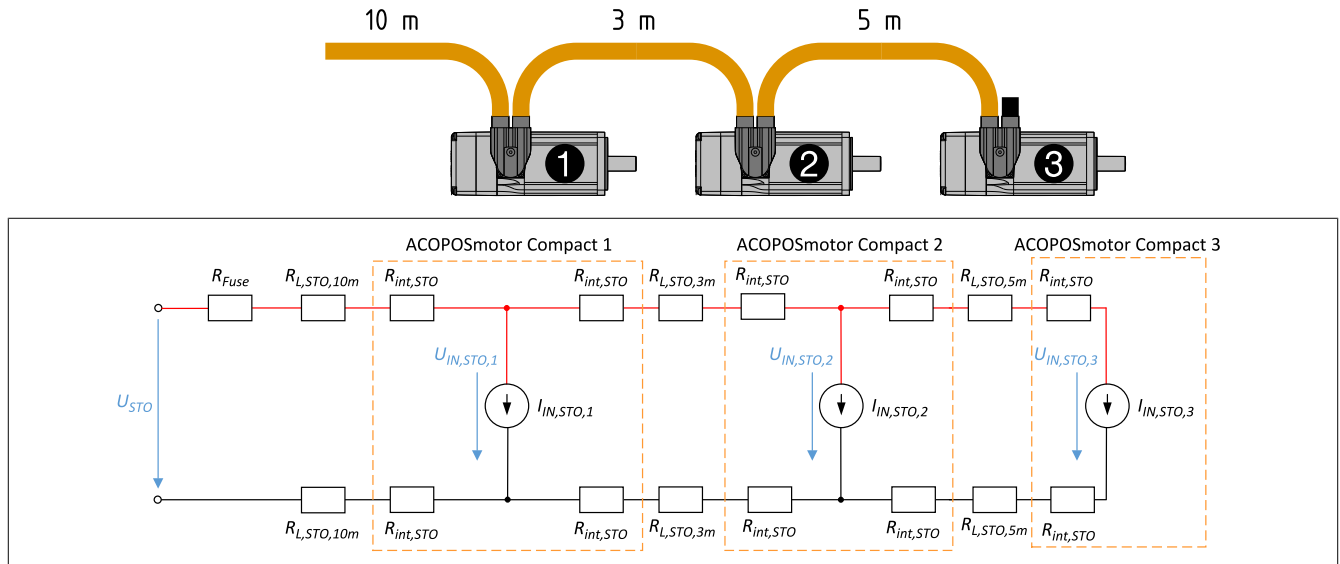 10 m 3 m 5 m
1 2 3
ACOPOSmotor Compact 1 ACOPOSmotor Compact 2 ACOPOSmotor Compact 3
R_Fuse R_L,STO,10m R_int,STO R_int,STO R_L,STO,3m R_int,STO R_int,STO R_L,STO,5m R_int,STO
U_IN,STO,1 U_IN,STO,2 U_IN,STO,3
U_STO I_IN,STO,1 I_IN,STO,2 I_IN,STO,3
R_L,STO,10m R_int,STO R_int,STO R_L,STO,3m R_int,STO R_int,STO R_L,STO,5m R_int,STO